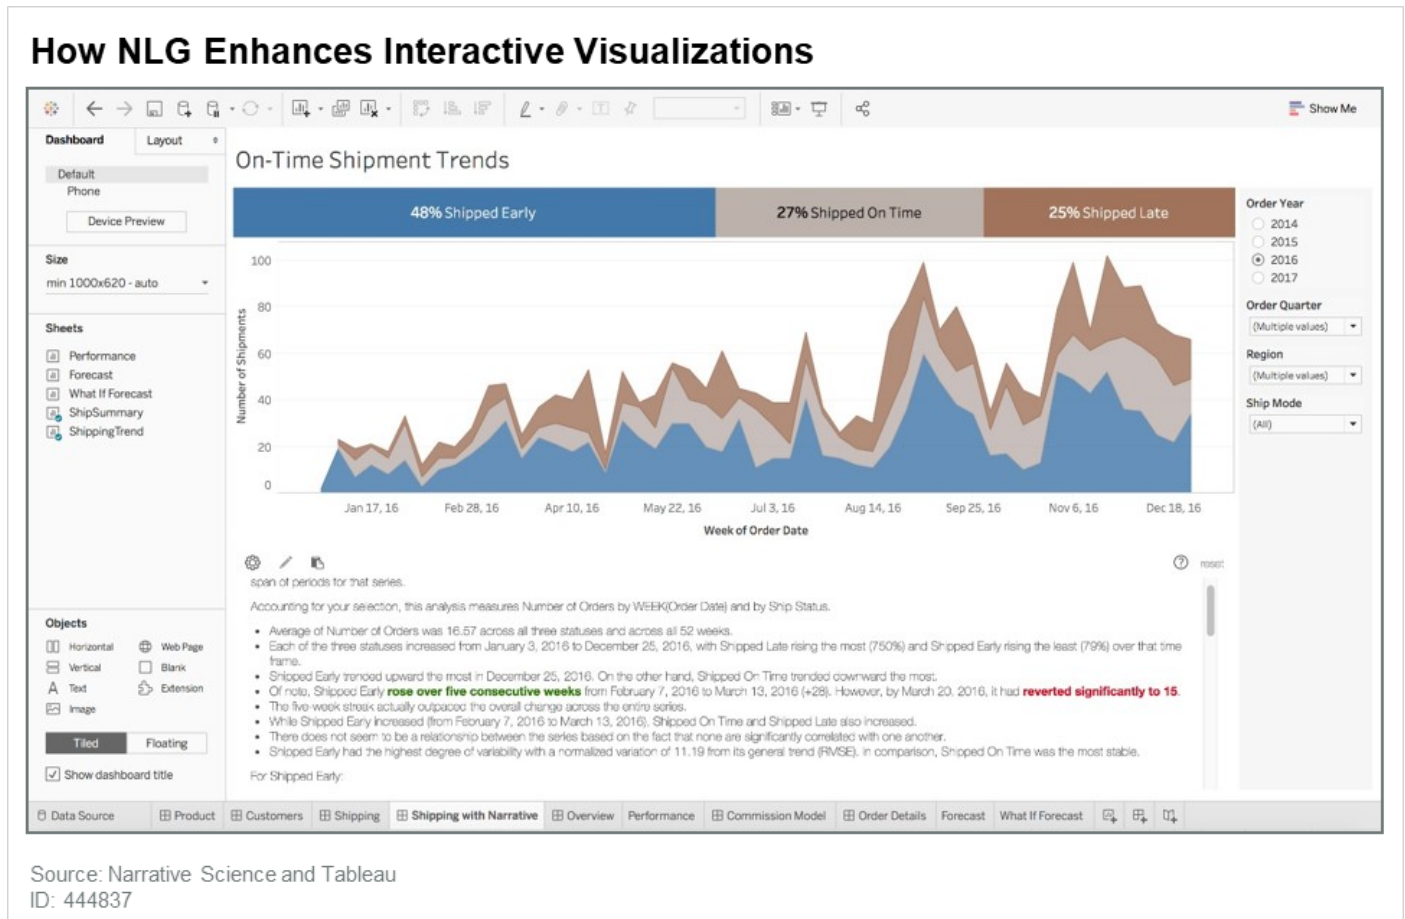 How NLG Enhances Interactive Visualizations
Show Me
Dashboard
Layout
Default
Phone
Device Preview
Size
min 1000x620 - auto
Sheets
Performance
Forecast
What If Forecast
ShipSummary
ShippingTrend
Objects
Horizontal
Web Page
Vertical
Blank
A Text
Extension
Image
Tiled
Floating
Show dashboard title
On-Time Shipment Trends
48% Shipped Early
27% Shipped On Time
25% Shipped Late
Number of Shipments
100
80
60
40
20
0
Jan 17, 16
Feb 28, 16
Apr 10, 16
May 22, 16
Jul 3, 16
Aug 14, 16
Sep 25, 16
Nov 6, 16
Dec 18, 16
Week of Order Date
Order Year
2014
2015
2016
2017
Order Quarter
(Multiple values)
Region
(Multiple values)
Ship Mode
(All)
reset
span of periods for that series.
Accounting for your selection, this analysis measures Number of Orders by WEEK(Order Date) and by Ship Status.
• Average of Number of Orders was 16.57 across all three statuses and across all 52 weeks.
• Each of the three statuses increased from January 3, 2016 to December 25, 2016, with Shipped Late rising the most (750%) and Shipped Early rising the least (79%) over that time
frame.
• Shipped Early trended upward the most in December 25, 2016. On the other hand, Shipped On Time trended downward the most.
• Of note, Shipped Early rose over five consecutive weeks from February 7, 2016 to March 13, 2016 (+28). However, by March 20, 2016, it had reverted significantly to 15.
• The five-week streak actually outpaced the overall change across the entire series.
• While Shipped Early increased (from February 7, 2016 to March 13, 2016), Shipped On Time and Shipped Late also increased.
• There does not seem to be a relationship between the series based on the fact that none are significantly correlated with one another.
• Shipped Early had the highest degree of variability with a normalized variation of 11.19 from its general trend (RMSE). In comparison, Shipped On Time was the most stable.
For Shipped Early:
Data Source
Product
Customers
Shipping
Shipping with Narrative
Overview
Performance
Commission Model
Order Details
Forecast
What If Forecast
Source: Narrative Science and Tableau
ID: 444837